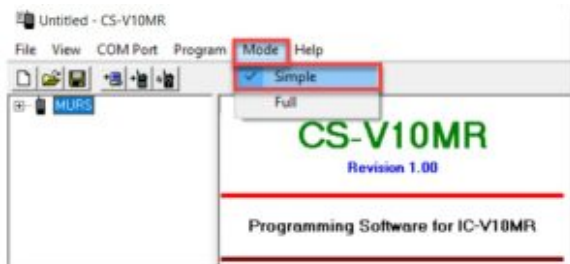 Untitled - CS-V10MR
File View COM Port Program Mode Help
Simple
Full
MURS
CS-V10MR
Revision 1.00
Programming Software for IC-V10MR